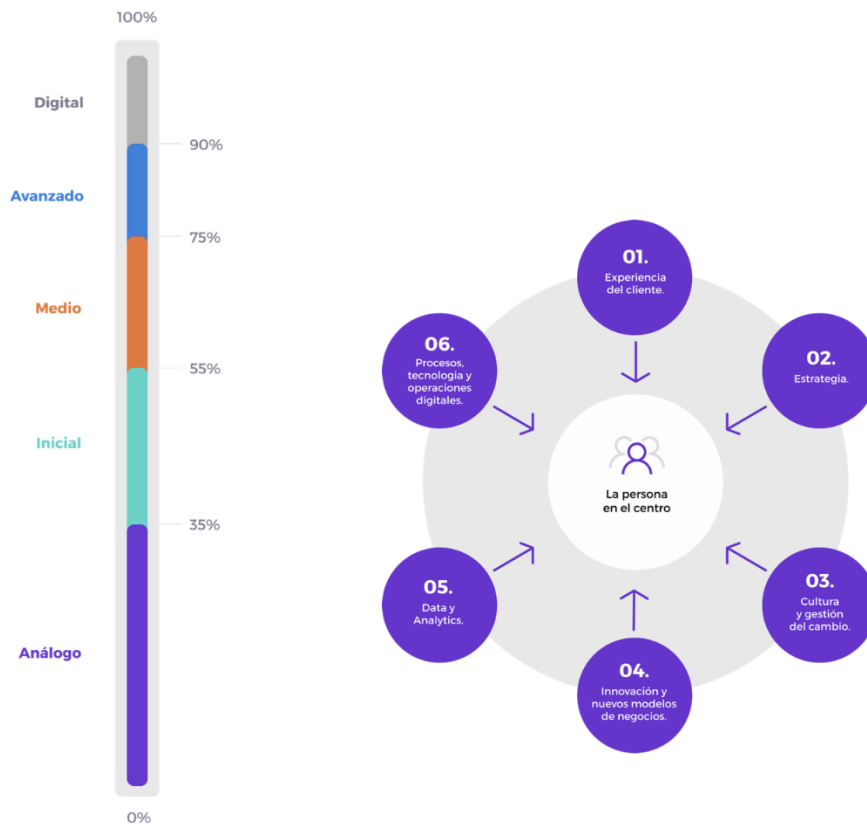 100%
Digital
90%
Avanzado
75%
Medio
55%
Inicial
35%
Análogo
0%
01.
Experiencia
del cliente.
02.
Estrategia.
03.
Cultura
y gestión
del cambio.
04.
Innovación y
nuevos modelos
de negocios.
05.
Data y
Analytics.
06.
Procesos,
tecnologia y
operaciones
digitales.
La persona
en el centro